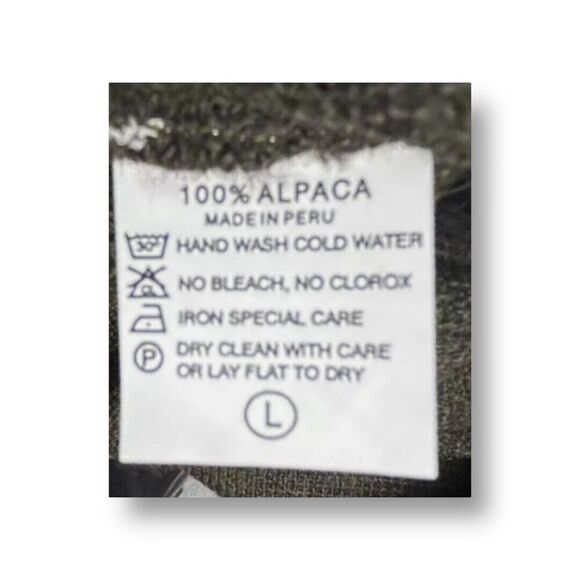 100% ALPACA
MADE IN PERU
30° HAND WASH COLD WATER
NO BLEACH, NO CLOROX
IRON SPECIAL CARE
P DRY CLEAN WITH CARE
OR LAY FLAT TO DRY
L